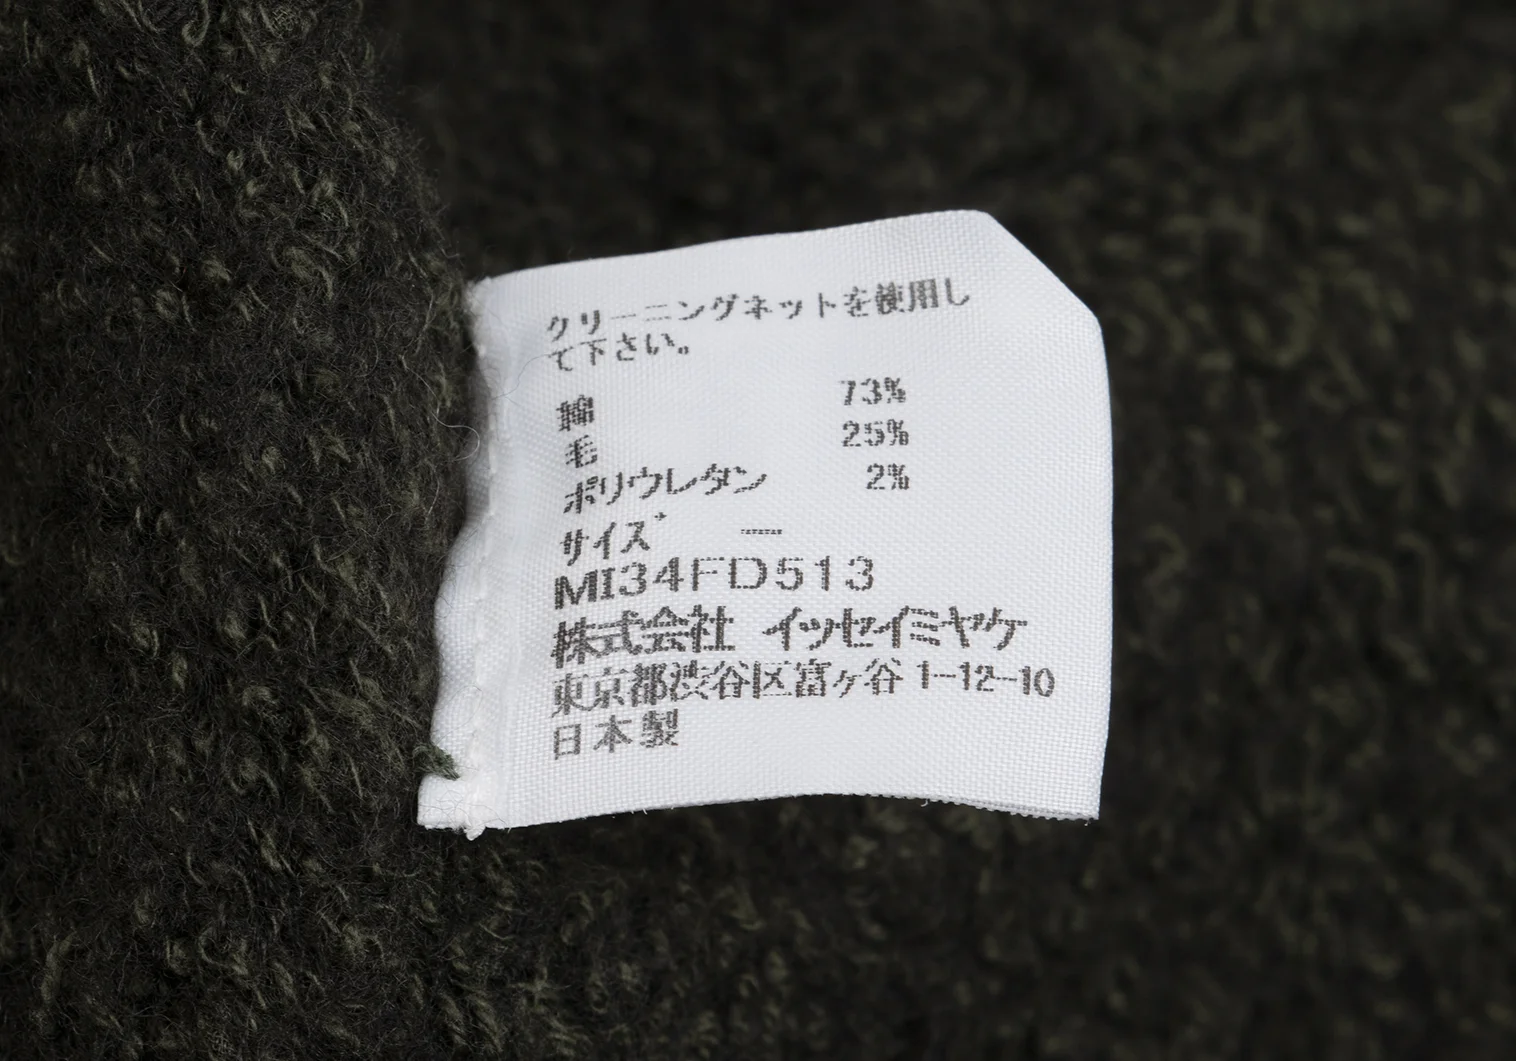 クリーニングネットを使用し
て下さい。
綿 73%
毛 25%
ポリウレタン 2%
サイズ ―
MI34FD513
株式会社 イッセイミヤケ
東京都渋谷区富ヶ谷 1-12-10
日本製